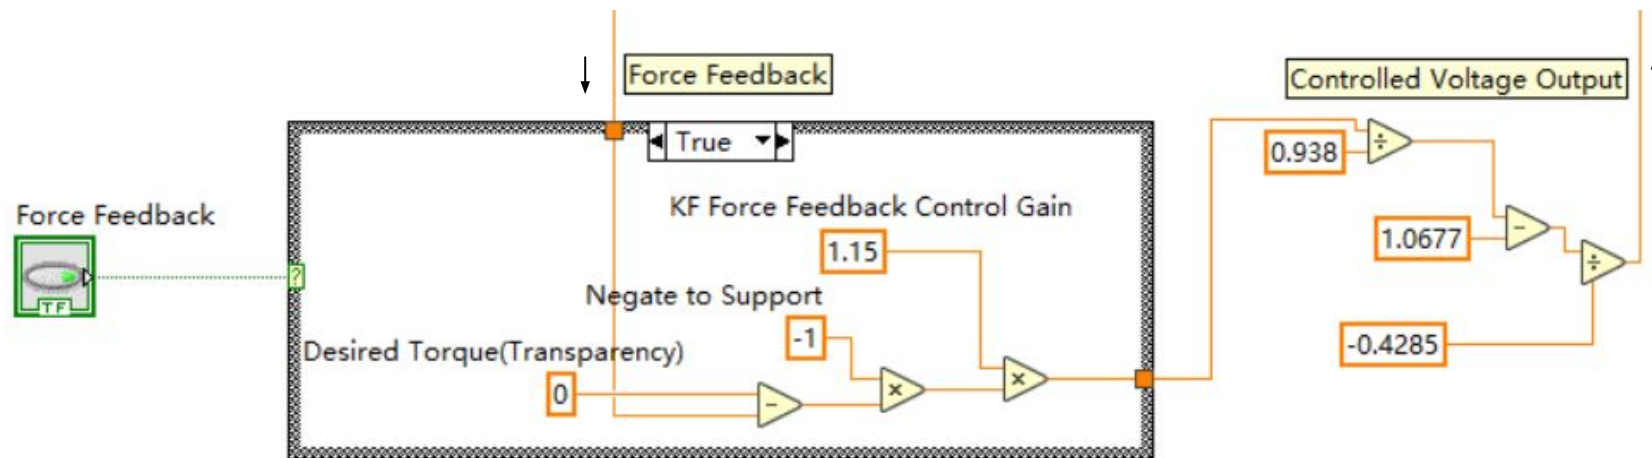 Force Feedback
Controlled Voltage Output
True
0.938
Force Feedback
KF Force Feedback Control Gain
1.15
1.0677
?
TF
Negate to Support
-1
-0.4285
Desired Torque(Transparency)
0
÷
−
÷
×
×
−